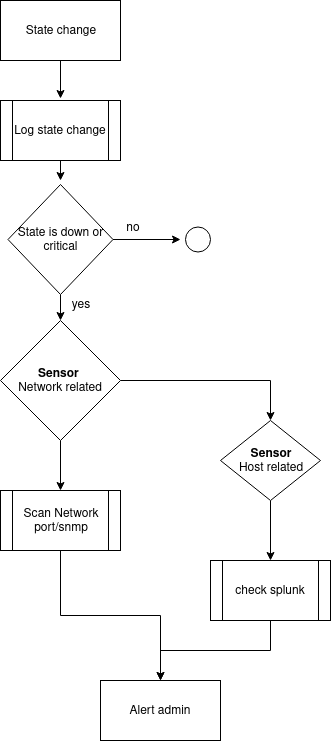 State change
Log state change
State is down or
critical
no
yes
Sensor
Network related
Sensor
Host related
Scan Network
port/snmp
check splunk
Alert admin